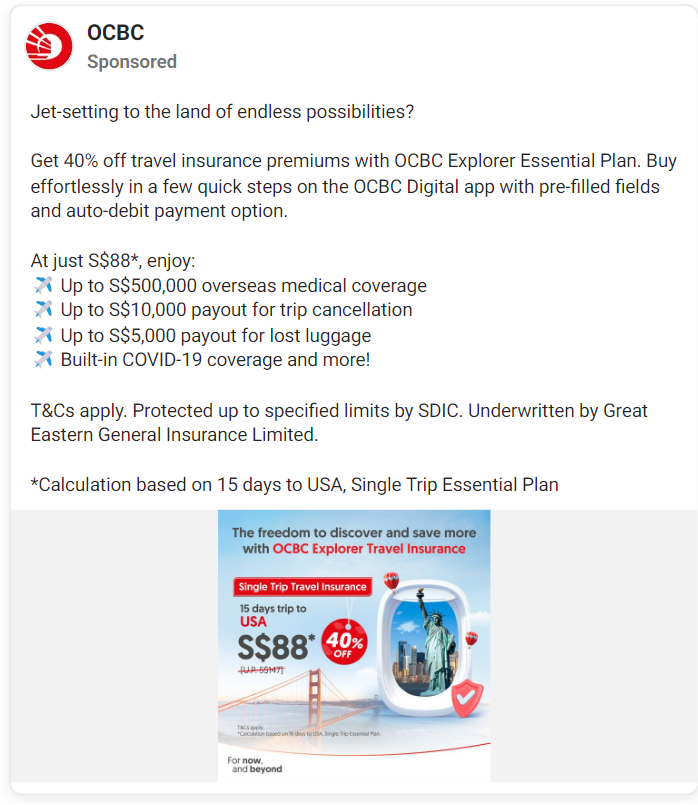 OCBC
Sponsored
Jet-setting to the land of endless possibilities?
Get 40% off travel insurance premiums with OCBC Explorer Essential Plan. Buy
effortlessly in a few quick steps on the OCBC Digital app with pre-filled fields
and auto-debit payment option.
At just S$88*, enjoy:
✈️ Up to S$500,000 overseas medical coverage
✈️ Up to S$10,000 payout for trip cancellation
✈️ Up to S$5,000 payout for lost luggage
✈️ Built-in COVID-19 coverage and more!
T&Cs apply. Protected up to specified limits by SDIC. Underwritten by Great
Eastern General Insurance Limited.
*Calculation based on 15 days to USA, Single Trip Essential Plan
The freedom to discover and save more
with OCBC Explorer Travel Insurance
Single Trip Travel Insurance
15 days trip to
USA
S$88*
[U.P. S$147]
40%
OFF
T&Cs apply.
*Calculation based on 15 days to USA, Single Trip Essential Plan.
For now,
and beyond